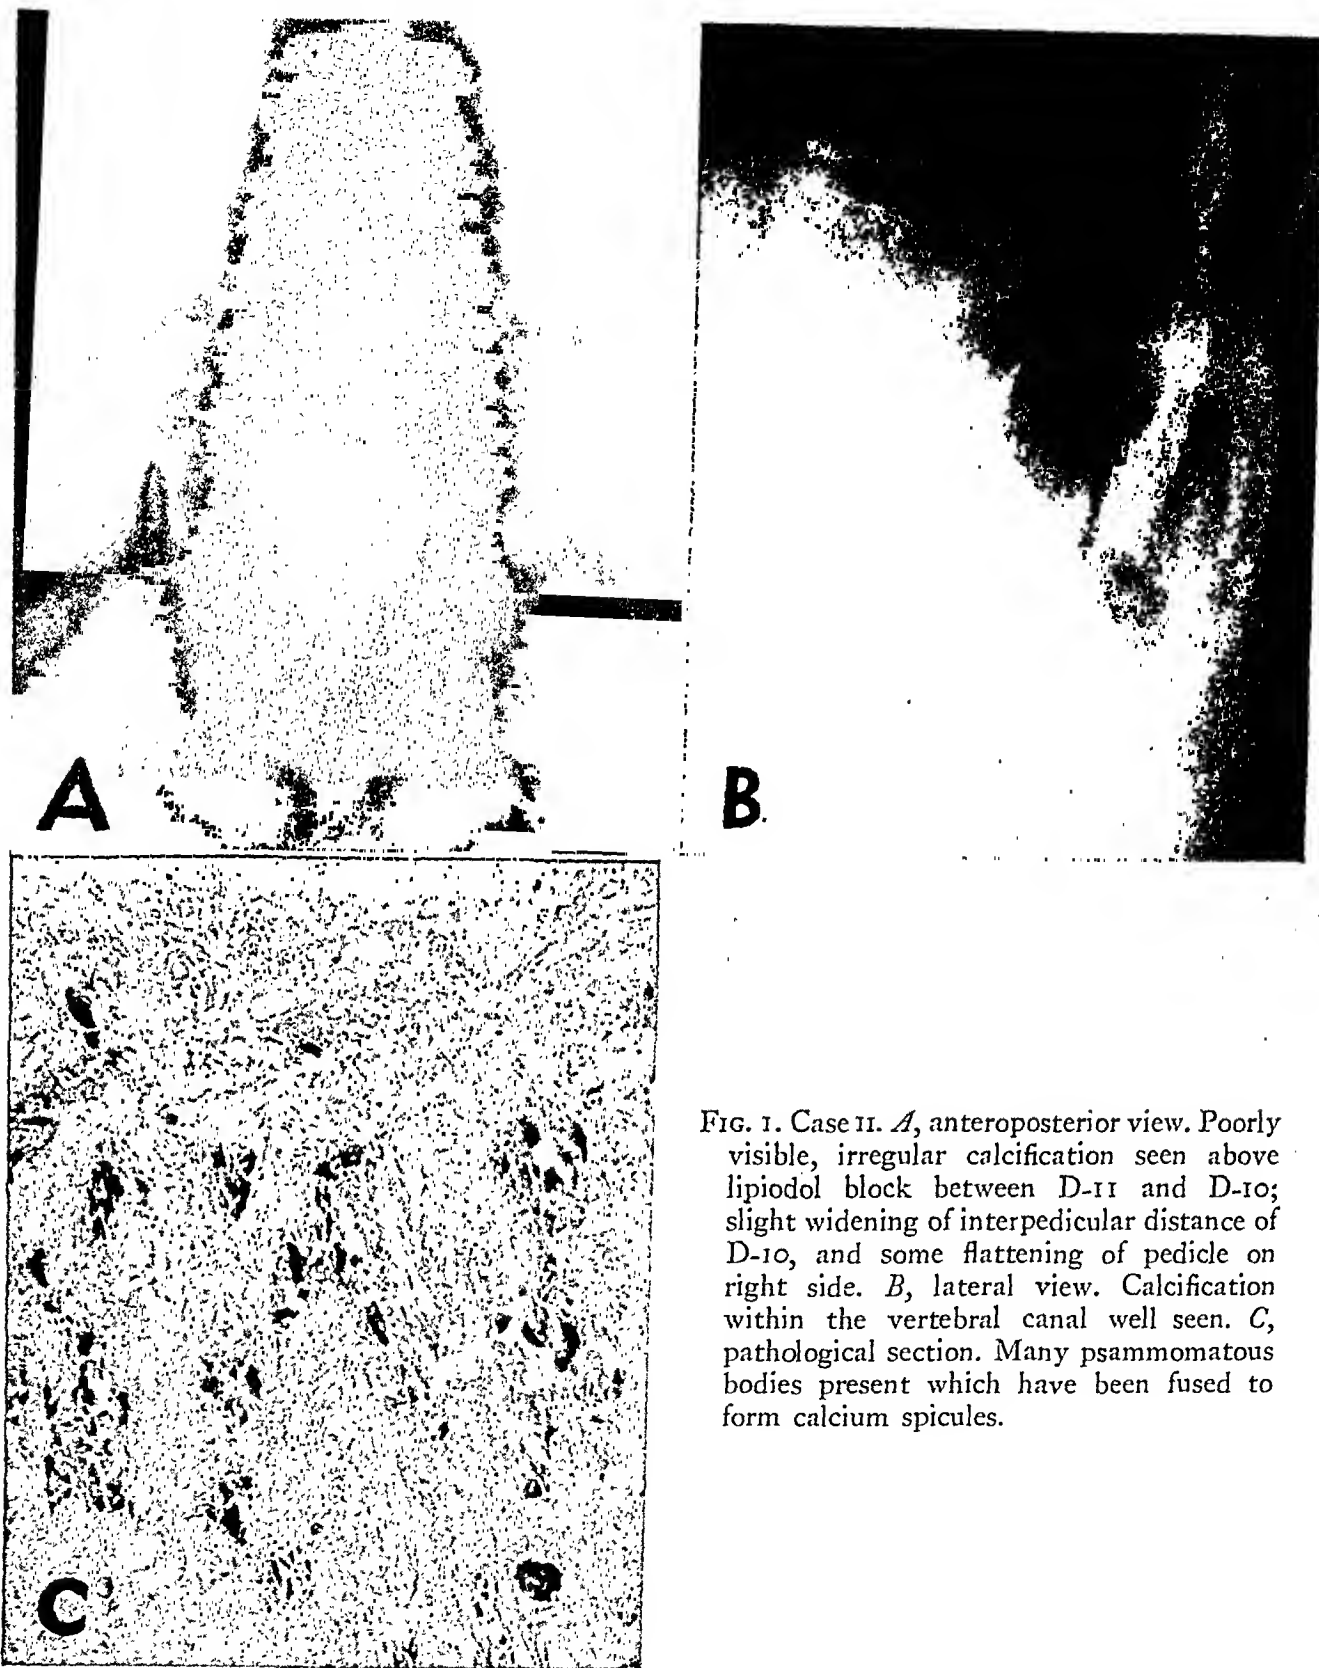 A
B.
C
FIG. 1. Case II. A, anteroposterior view. Poorly
visible, irregular calcification seen above
lipiodol block between D-11 and D-10;
slight widening of interpedicular distance of
D-10, and some flattening of pedicle on
right side. B, lateral view. Calcification
within the vertebral canal well seen. C,
pathological section. Many psammomatous
bodies present which have been fused to
form calcium spicules.